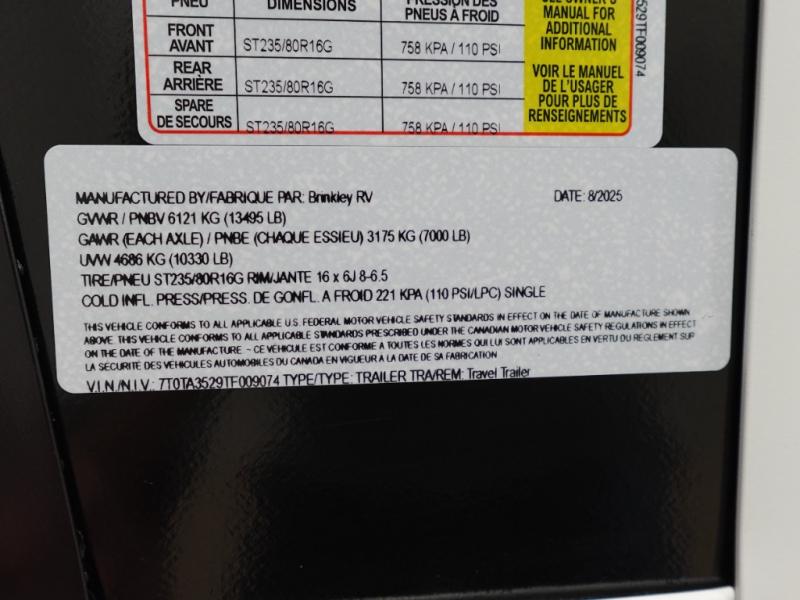 PNEU DIMENSIONS PRESSION DES
PNEUS À FROID
FRONT
AVANT ST235/80R16G 758 KPA / 110 PSI
REAR
ARRIÈRE ST235/80R16G 758 KPA / 110 PSI
SPARE
DE SECOURS ST235/80R16G 758 KPA / 110 PSI
SEE OWNER'S
MANUAL FOR
ADDITIONAL
INFORMATION
VOIR LE MANUEL
DE L'USAGER
POUR PLUS DE
RENSEIGNEMENTS
529TF009074
MANUFACTURED BY/FABRIQUE PAR: Brinkley RV DATE: 8/2025
GVWR / PNBV 6121 KG (13495 LB)
GAWR (EACH AXLE) / PNBE (CHAQUE ESSIEU) 3175 KG (7000 LB)
UVW 4686 KG (10330 LB)
TIRE/PNEU ST235/80R16G RIM/JANTE 16 x 6J 8-6.5
COLD INFL. PRESS/PRESS. DE GONFL. A FROID 221 KPA (110 PSI/LPC) SINGLE
THIS VEHICLE CONFORMS TO ALL APPLICABLE U.S. FEDERAL MOTOR VEHICLE SAFETY STANDARDS IN EFFECT ON THE DATE OF MANUFACTURE SHOWN
ABOVE. THIS VEHICLE CONFORMS TO ALL APPLICABLE STANDARDS PRESCRIBED UNDER THE CANADIAN MOTOR VEHICLE SAFETY REGULATIONS IN EFFECT
ON THE DATE OF THE MANUFACTURE ~ CE VEHICULE EST CONFORME A TOUTES LES NORMES QUI LUI SONT APPLICABLES EN VERTU DU REGLEMENT SUR
LA SECURITE DES VEHICULES AUTOMOBILES DU CANADA EN VIGUEUR A LA DATE DE SA FABRICATION
V.I.N./N.I.V.: 7T0TA3529TF009074 TYPE/TYPE: TRAILER TRA/REM: Travel Trailer